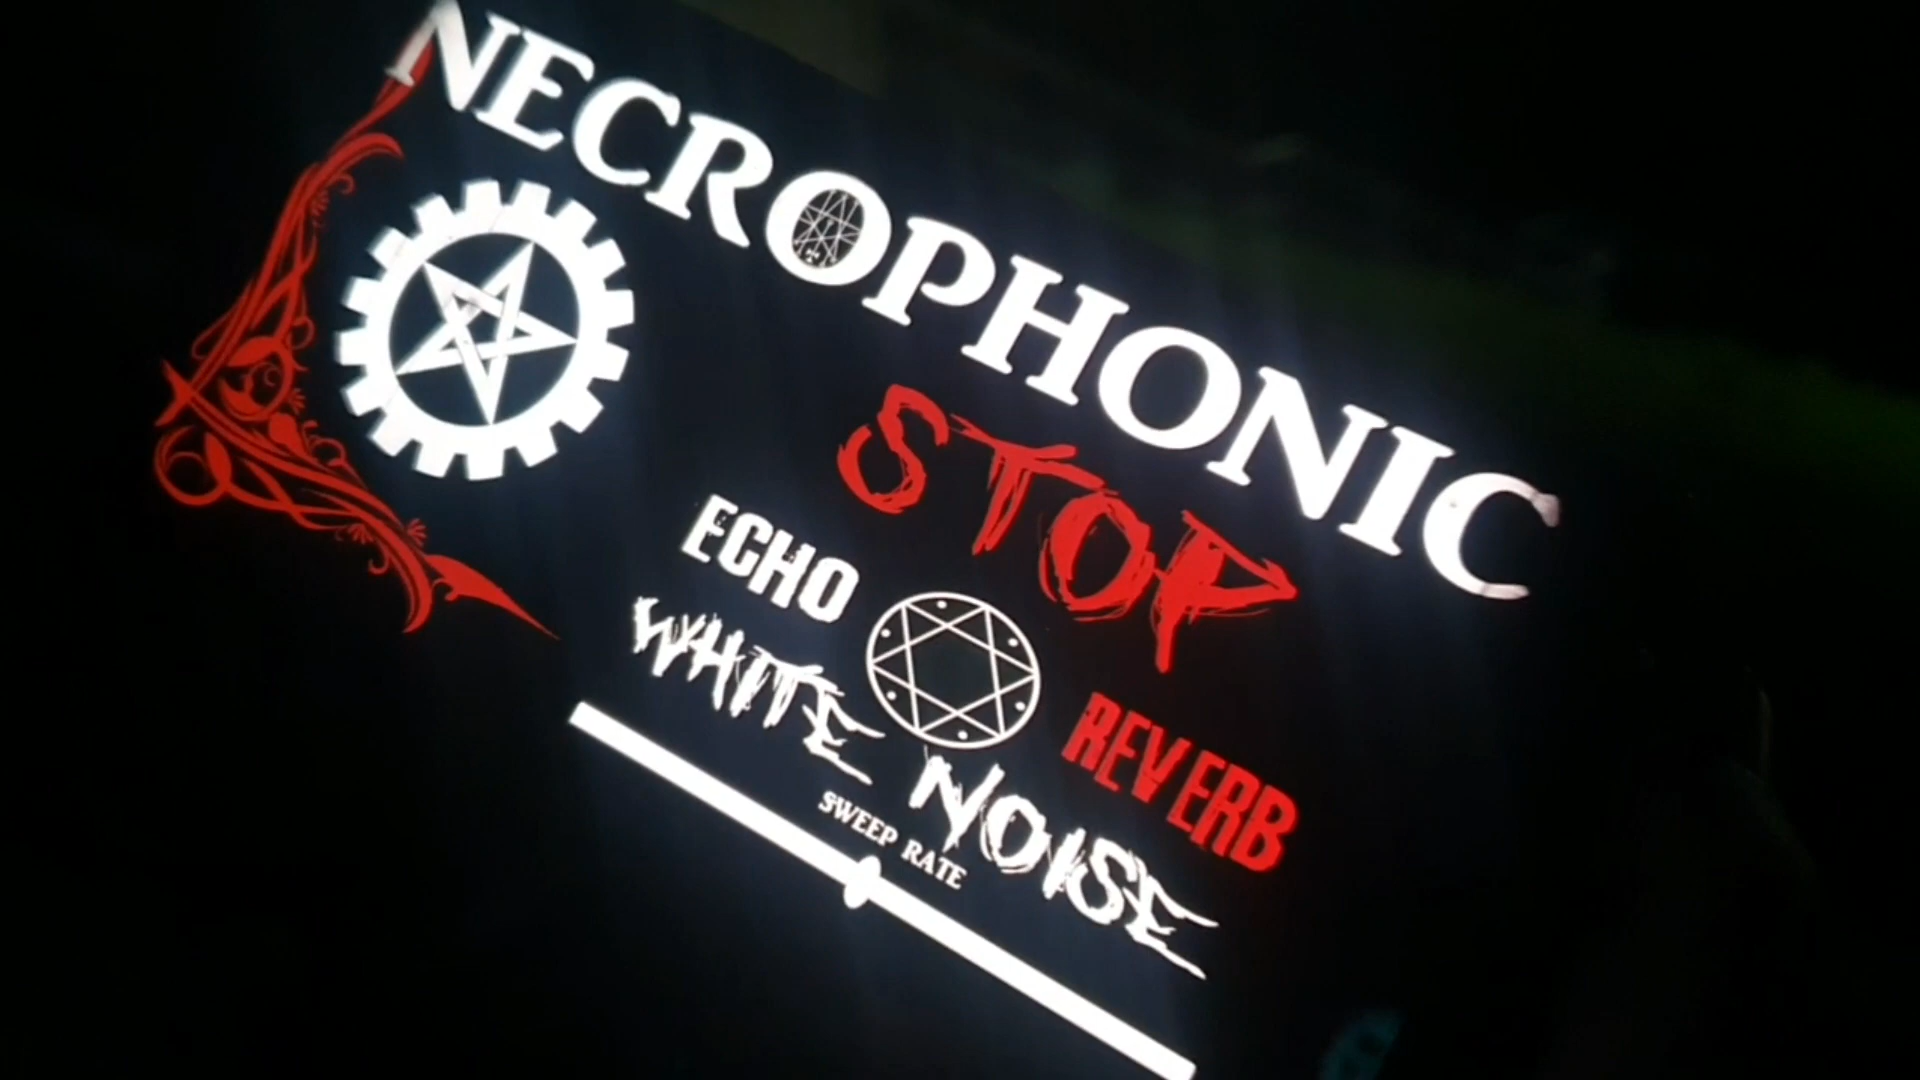 NECROPHONIC
STOP
ECHO
REVERB
WHITE NOISE
SWEEP RATE